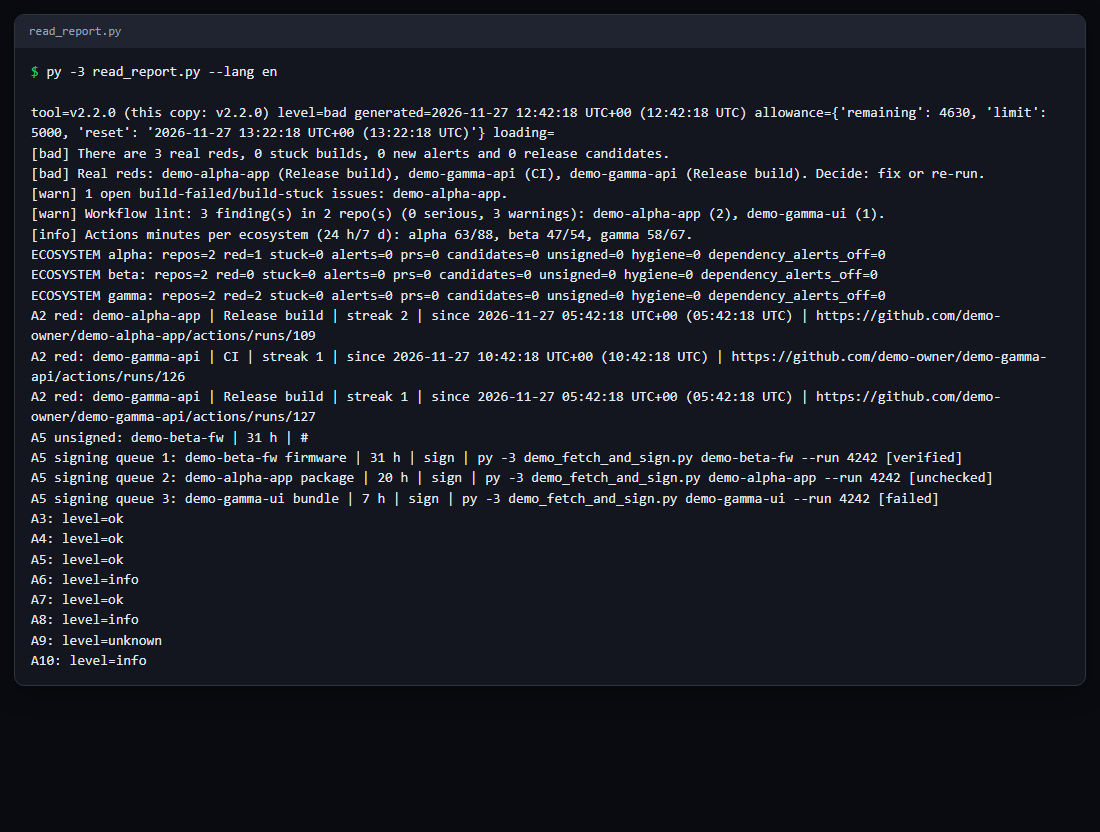 read_report.py
$ py -3 read_report.py --lang en
tool=v2.2.0 (this copy: v2.2.0) level=bad generated=2026-11-27 12:42:18 UTC+00 (12:42:18 UTC) allowance={'remaining': 4630, 'limit':
5000, 'reset': '2026-11-27 13:22:18 UTC+00 (13:22:18 UTC)'} loading=
[bad] There are 3 real reds, 0 stuck builds, 0 new alerts and 0 release candidates.
[bad] Real reds: demo-alpha-app (Release build), demo-gamma-api (CI), demo-gamma-api (Release build). Decide: fix or re-run.
[warn] 1 open build-failed/build-stuck issues: demo-alpha-app.
[warn] Workflow lint: 3 finding(s) in 2 repo(s) (0 serious, 3 warnings): demo-alpha-app (2), demo-gamma-ui (1).
[info] Actions minutes per ecosystem (24 h/7 d): alpha 63/88, beta 47/54, gamma 58/67.
ECOSYSTEM alpha: repos=2 red=1 stuck=0 alerts=0 prs=0 candidates=0 unsigned=0 hygiene=0 dependency_alerts_off=0
ECOSYSTEM beta: repos=2 red=0 stuck=0 alerts=0 prs=0 candidates=0 unsigned=0 hygiene=0 dependency_alerts_off=0
ECOSYSTEM gamma: repos=2 red=2 stuck=0 alerts=0 prs=0 candidates=0 unsigned=0 hygiene=0 dependency_alerts_off=0
A2 red: demo-alpha-app | Release build | streak 2 | since 2026-11-27 05:42:18 UTC+00 (05:42:18 UTC) | https://github.com/demo-
owner/demo-alpha-app/actions/runs/109
A2 red: demo-gamma-api | CI | streak 1 | since 2026-11-27 10:42:18 UTC+00 (10:42:18 UTC) | https://github.com/demo-owner/demo-gamma-
api/actions/runs/126
A2 red: demo-gamma-api | Release build | streak 1 | since 2026-11-27 05:42:18 UTC+00 (05:42:18 UTC) | https://github.com/demo-
owner/demo-gamma-api/actions/runs/127
A5 unsigned: demo-beta-fw | 31 h | #
A5 signing queue 1: demo-beta-fw firmware | 31 h | sign | py -3 demo_fetch_and_sign.py demo-beta-fw --run 4242 [verified]
A5 signing queue 2: demo-alpha-app package | 20 h | sign | py -3 demo_fetch_and_sign.py demo-alpha-app --run 4242 [unchecked]
A5 signing queue 3: demo-gamma-ui bundle | 7 h | sign | py -3 demo_fetch_and_sign.py demo-gamma-ui --run 4242 [failed]
A3: level=ok
A4: level=ok
A5: level=ok
A6: level=info
A7: level=ok
A8: level=info
A9: level=unknown
A10: level=info